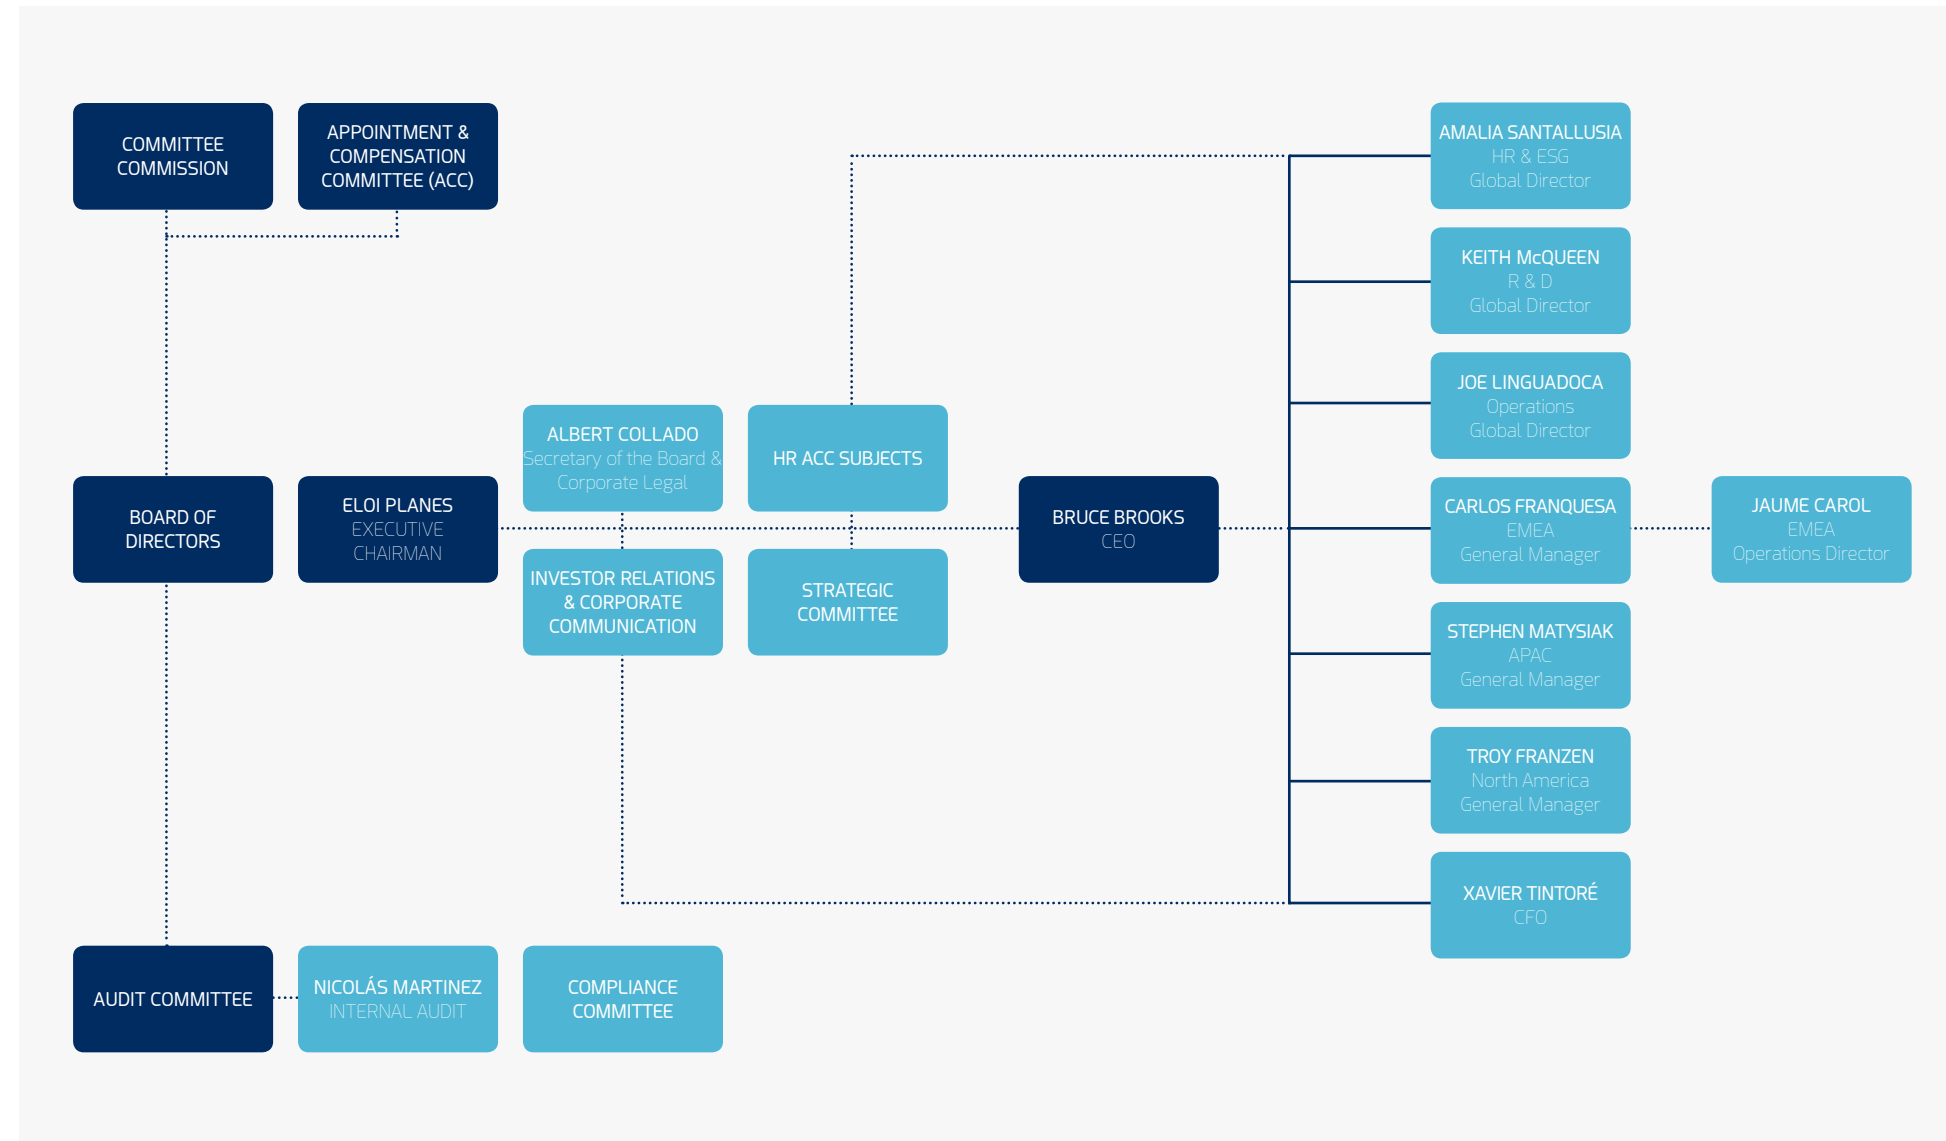 COMMITTEE
COMMISSION
APPOINTMENT &
COMPENSATION
COMMITTEE (ACC)
BOARD OF
DIRECTORS
ELOI PLANES
EXECUTIVE
CHAIRMAN
ALBERT COLLADO
Secretary of the Board &
Corporate Legal
HR ACC SUBJECTS
INVESTOR RELATIONS
& CORPORATE
COMMUNICATION
STRATEGIC
COMMITTEE
BRUCE BROOKS
CEO
AMALIA SANTALLUSIA
HR & ESG
Global Director
KEITH McQUEEN
R & D
Global Director
JOE LINGUADOCA
Operations
Global Director
CARLOS FRANQUESA
EMEA
General Manager
JAUME CAROL
EMEA
Operations Director
STEPHEN MATYSIAK
APAC
General Manager
TROY FRANZEN
North America
General Manager
XAVIER TINTORÉ
CFO
AUDIT COMMITTEE
NICOLÁS MARTINEZ
INTERNAL AUDIT
COMPLIANCE
COMMITTEE